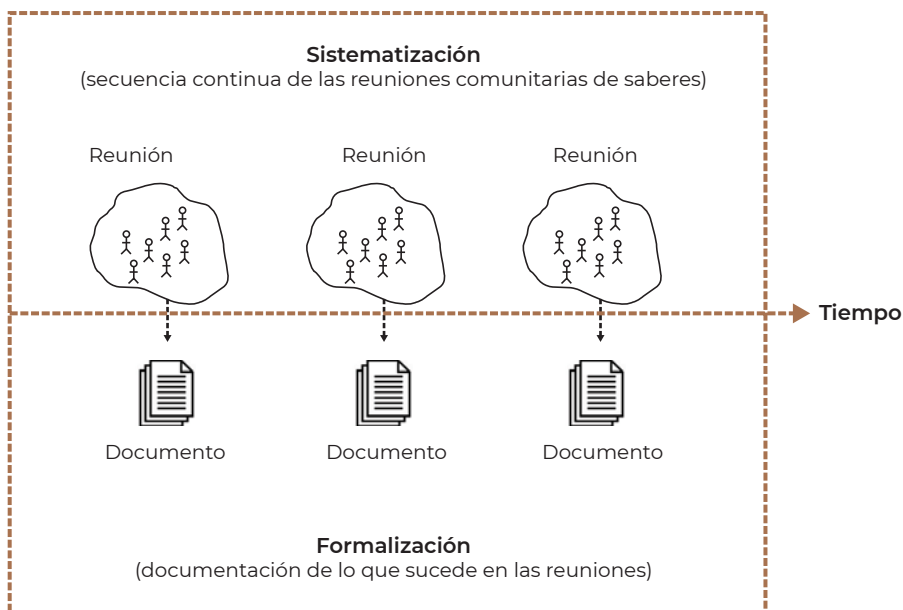 Sistematización
(secuencia continua de las reuniones comunitarias de saberes)
Reunión
Reunión
Reunión
Tiempo
Documento
Documento
Documento
Formalización
(documentación de lo que sucede en las reuniones)